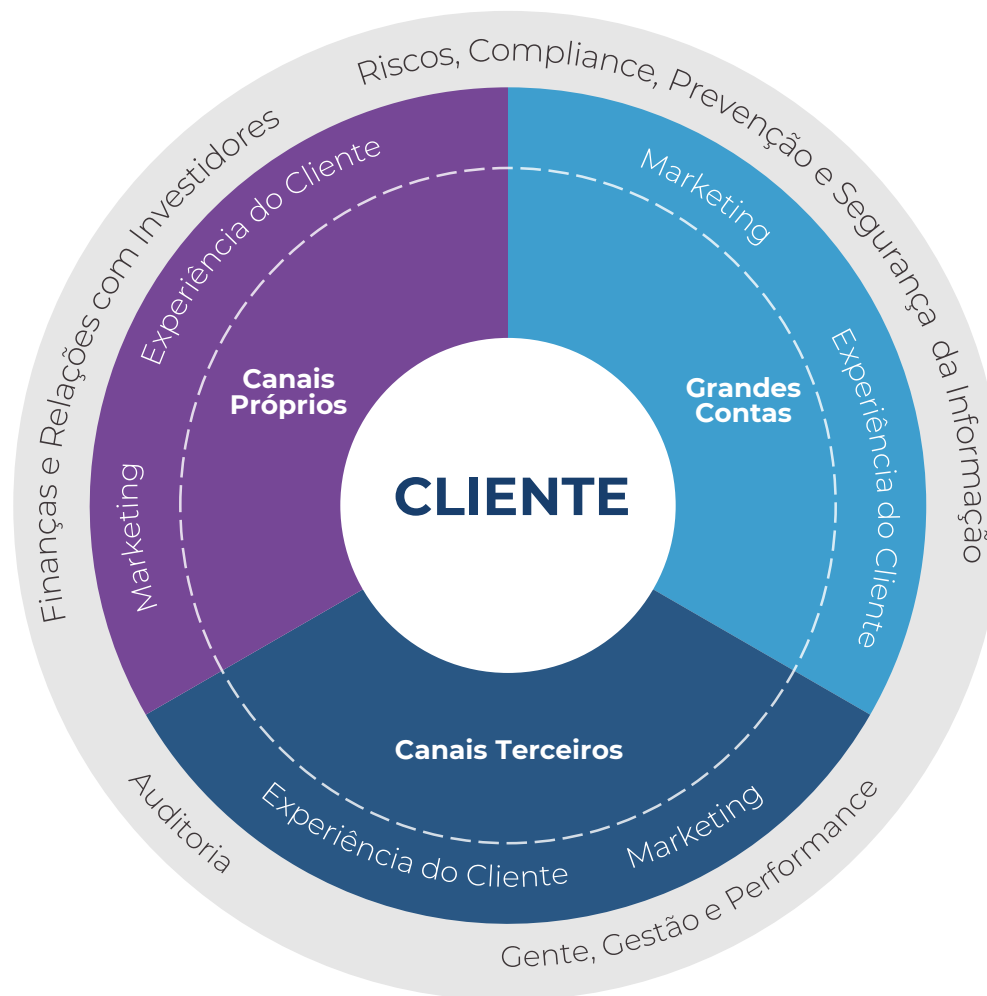 Riscos, Compliance, Prevenção e Segurança da Informação
Finanças e Relações com Investidores
Experiência do Cliente
Marketing
Marketing
Experiência do Cliente
Canais
Próprios
Grandes
Contas
CLIENTE
Canais Terceiros
Experiência do Cliente
Marketing
Auditoria
Gente, Gestão e Performance